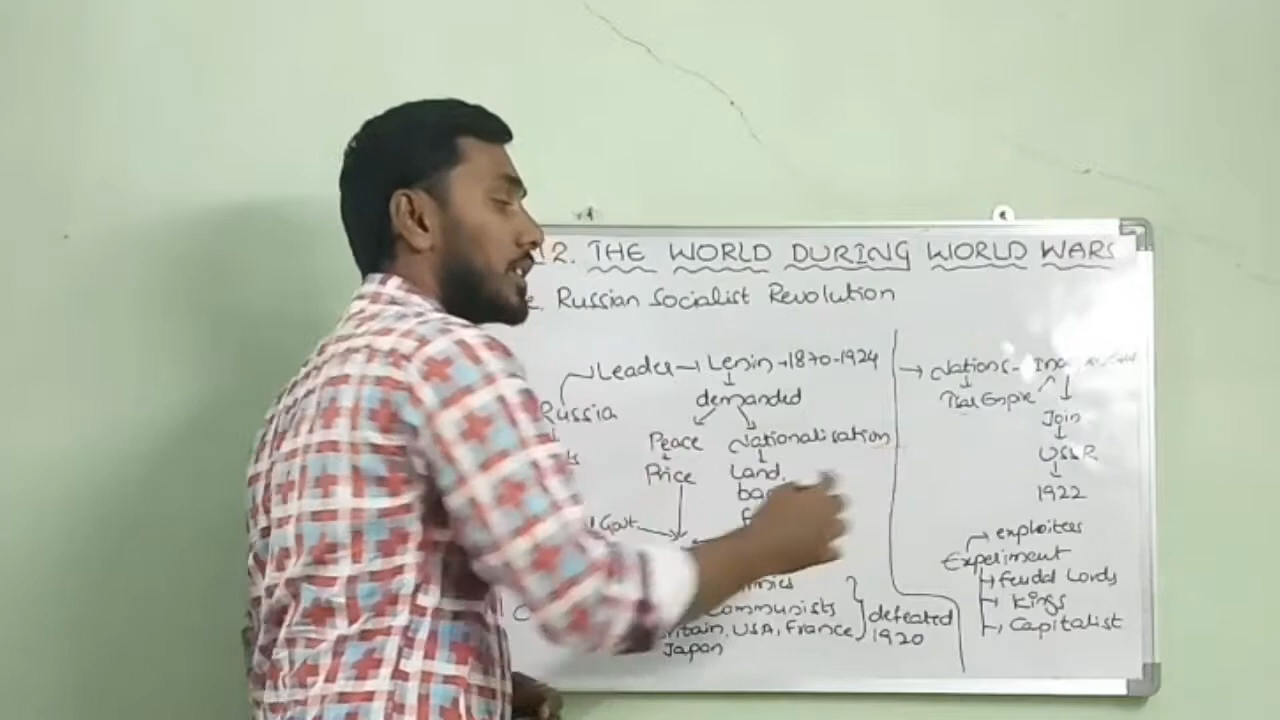 12. THE WORLD DURING WORLD WARS
Russian Socialist Revolution
Leader → Lenin → 1870-1924
demanded
Russia
Peace Nationalisation
Price Land
Govt
Communists
Britain, USA, France
Japan
defeated
1920
→ Nations -
Tsar Empire
Join
USSR
1922
exploiters
Experiment
Feudal Lords
Kings
Capitalist